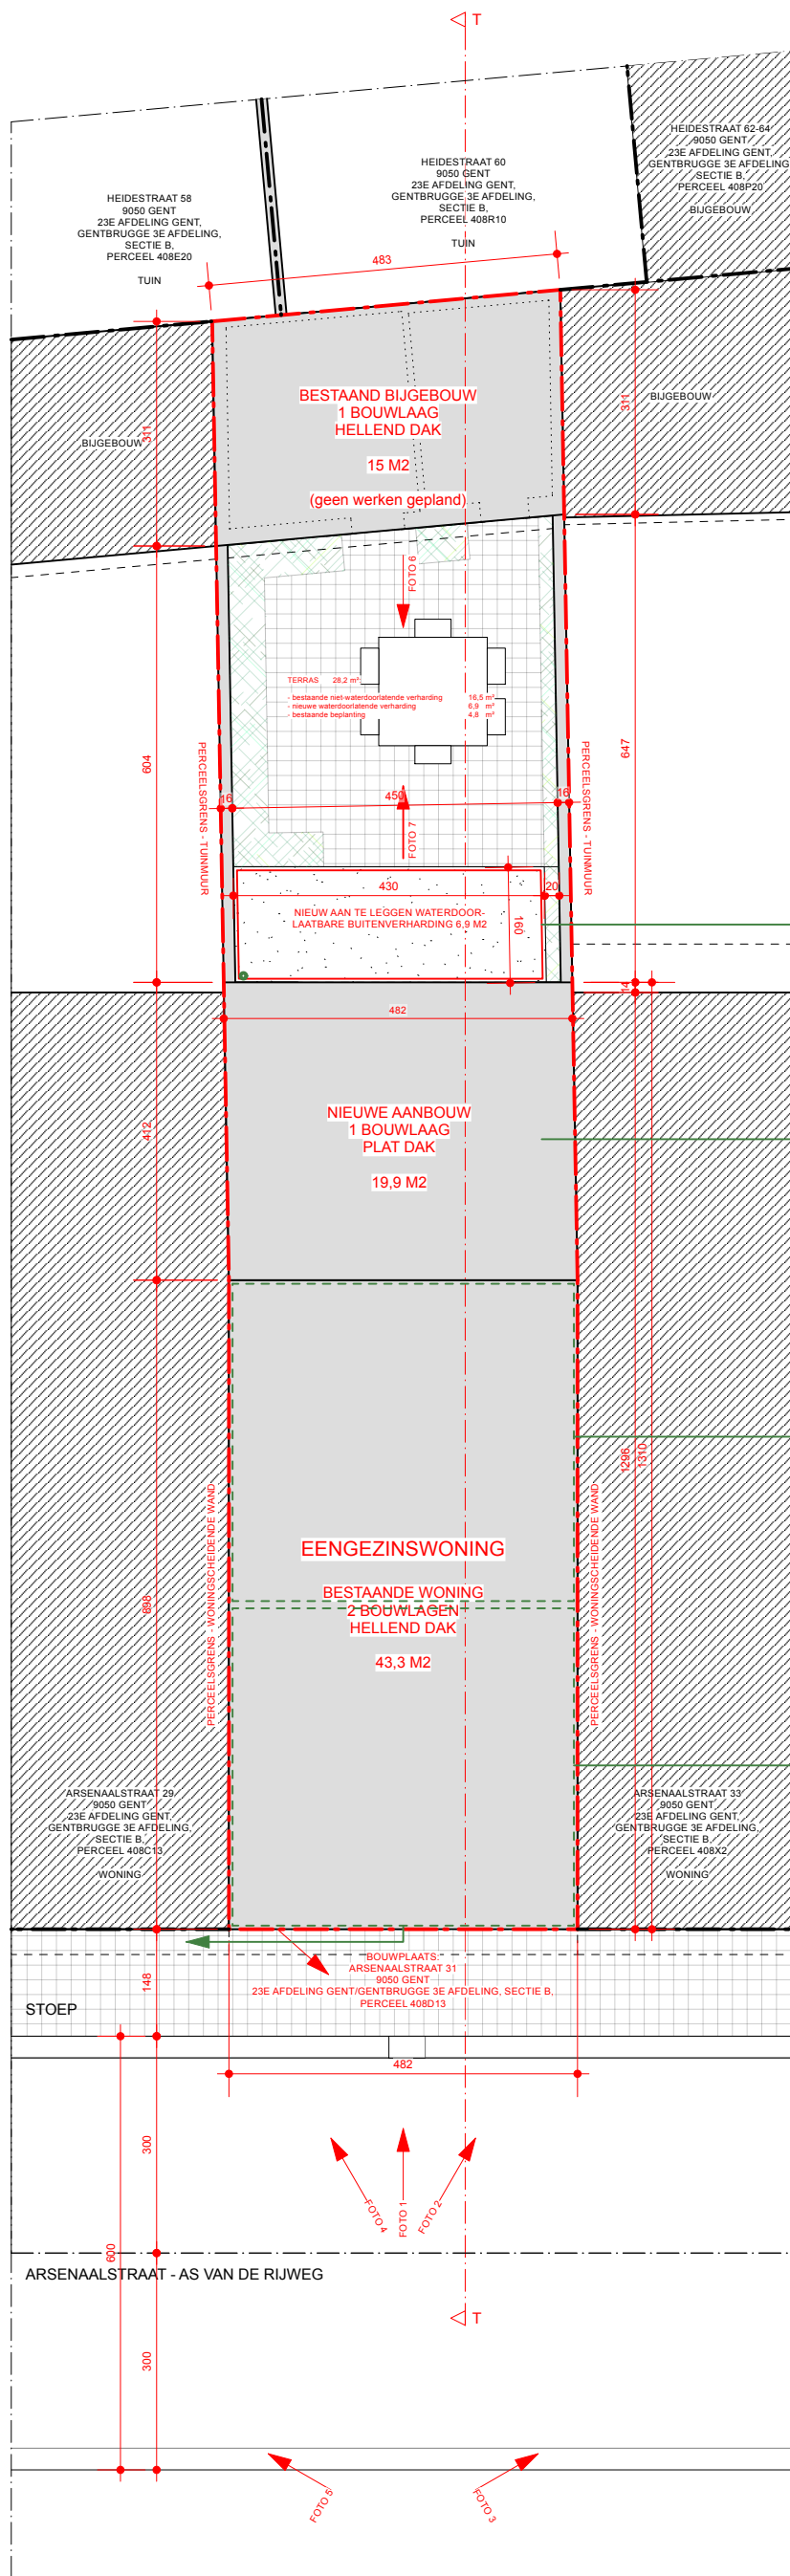 T
HEIDESTRAAT 62-64
9050 GENT
23E AFDELING GENT,
GENTBRUGGE 3E AFDELING
SECTIE B,
PERCEEL 408P20
BIJGEBOUW
HEIDESTRAAT 60
9050 GENT
23E AFDELING GENT,
GENTBRUGGE 3E AFDELING,
SECTIE B,
PERCEEL 408R10
TUIN
HEIDESTRAAT 58
9050 GENT
23E AFDELING GENT,
GENTBRUGGE 3E AFDELING,
SECTIE B,
PERCEEL 408E20
TUIN
483
BESTAAND BIJGEBOUW
1 BOUWLAAG
HELLEND DAK
15 M2
(geen werken gepland)
BIJGEBOUW
311
BIJGEBOUW
311
FOTO 6
TERRAS 28,2 m²:
- bestaande niet-waterdoorlatende verharding 16,5 m²
- nieuwe waterdoorlatende verharding 6,9 m²
- bestaande beplanting 4,8 m²
604
647
PERCEELSGRENS - TUINMUUR
PERCEELSGRENS - TUINMUUR
16
450
16
FOTO 7
430
20
NIEUW AAN TE LEGGEN WATERDOOR-
LAATBARE BUITENVERHARDING 6,9 M2
160
14
482
NIEUWE AANBOUW
1 BOUWLAAG
PLAT DAK
19,9 M2
412
1296
1310
EENGEZINSWONING
BESTAANDE WONING
2 BOUWLAGEN
HELLEND DAK
43,3 M2
898
PERCEELSGRENS - WONINGSCHEIDENDE WAND
PERCEELSGRENS - WONINGSCHEIDENDE WAND
ARSENAALSTRAAT 29
9050 GENT
23E AFDELING GENT,
GENTBRUGGE 3E AFDELING,
SECTIE B,
PERCEEL 408C13
WONING
ARSENAALSTRAAT 33
9050 GENT
23E AFDELING GENT,
GENTBRUGGE 3E AFDELING,
SECTIE B,
PERCEEL 408X2
WONING
BOUWPLAATS:
ARSENAALSTRAAT 31
9050 GENT
23E AFDELING GENT/GENTBRUGGE 3E AFDELING, SECTIE B,
PERCEEL 408D13
148
STOEP
482
300
FOTO 4
FOTO 1
FOTO 2
600
ARSENAALSTRAAT - AS VAN DE RIJWEG
T
300
FOTO 5
FOTO 3